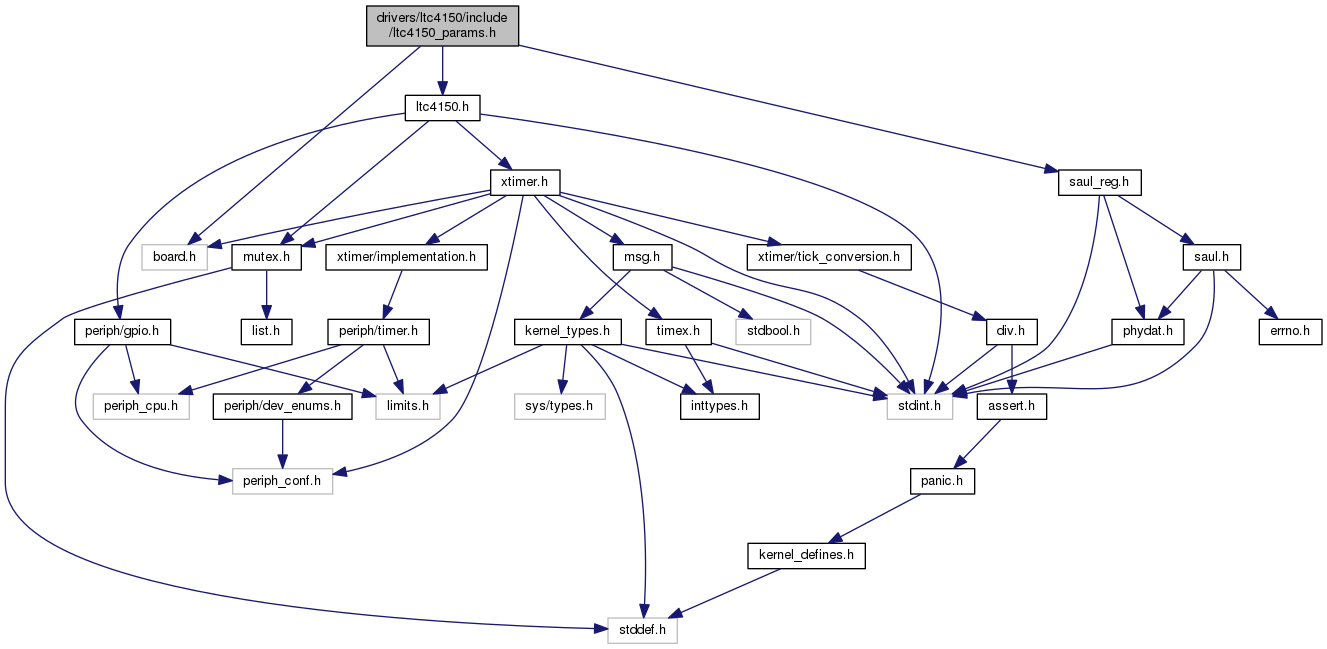 drivers/ltc4150/include
/ltc4150_params.h
ltc4150.h
xtimer.h
saul_reg.h
board.h
mutex.h
xtimer/implementation.h
msg.h
xtimer/tick_conversion.h
saul.h
periph/gpio.h
list.h
periph/timer.h
kernel_types.h
timex.h
stdbool.h
div.h
phydat.h
errno.h
periph_cpu.h
periph/dev_enums.h
limits.h
sys/types.h
inttypes.h
stdint.h
assert.h
periph_conf.h
panic.h
kernel_defines.h
stddef.h